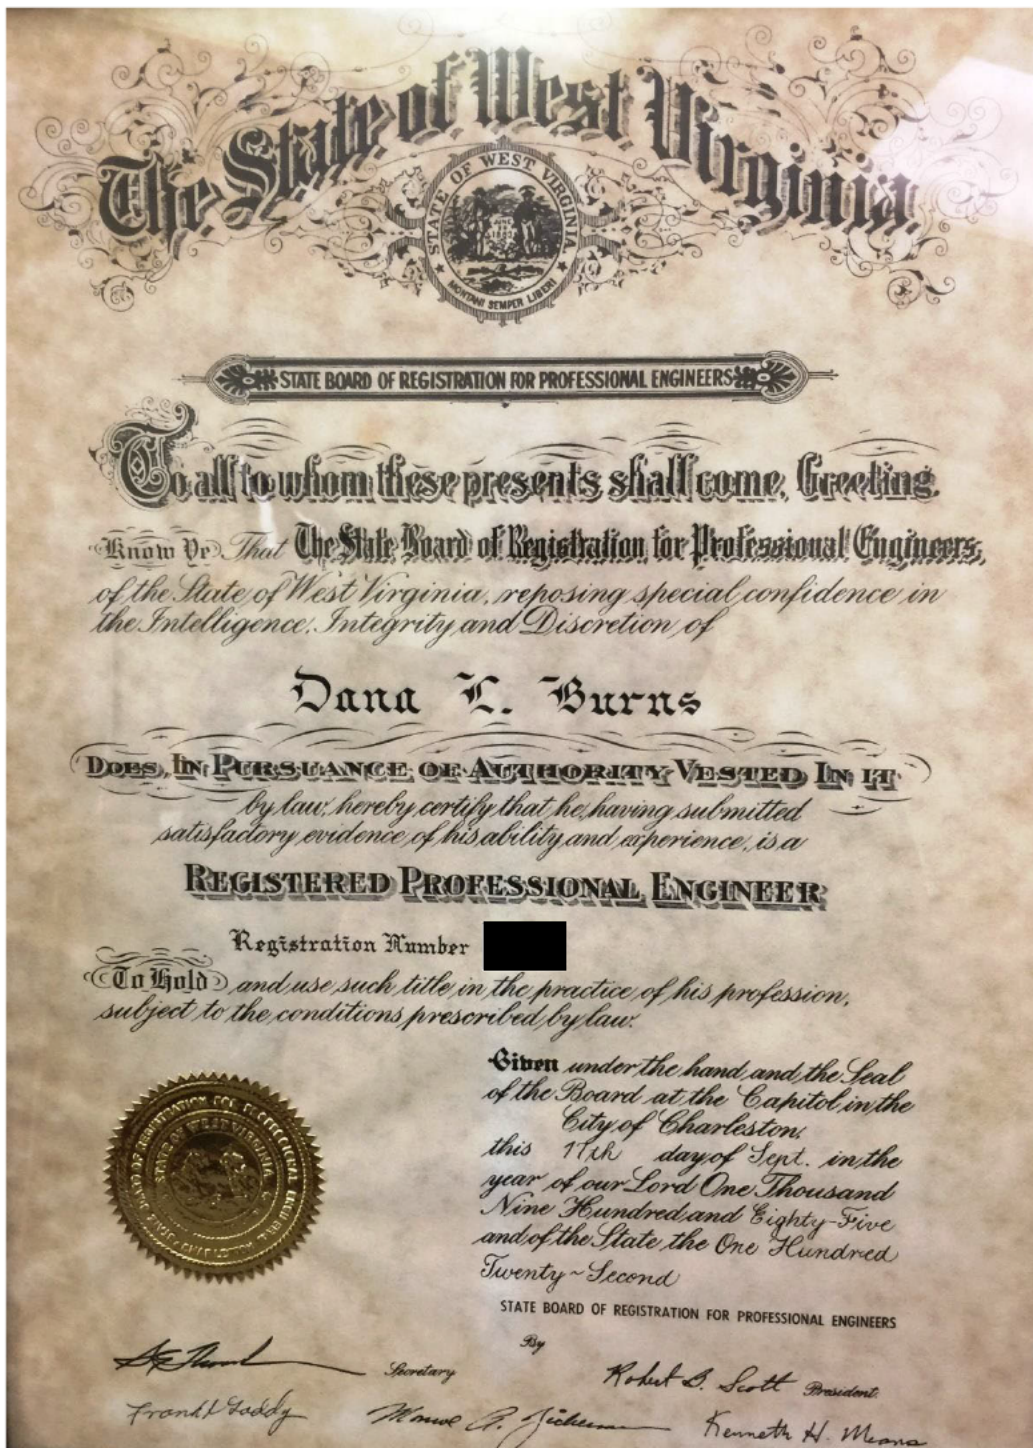 The State of West Virginia
STATE OF WEST VIRGINIA
MONTANI SEMPER LIBERI
STATE BOARD OF REGISTRATION FOR PROFESSIONAL ENGINEERS
To all to whom these presents shall come, Greeting.
Know Ye That The State Board of Registration for Professional Engineers,
of the State of West Virginia, reposing special confidence in
the Intelligence, Integrity and Discretion of
Dana L. Burns
DOES, IN PURSUANCE OF AUTHORITY VESTED IN IT
by law, hereby certify that he, having submitted
satisfactory evidence of his ability and experience, is a
REGISTERED PROFESSIONAL ENGINEER
Registration Number
To Hold and use such title in the practice of his profession,
subject to the conditions prescribed by law.
Given under the hand and the Seal
of the Board at the Capitol in the
City of Charleston,
this 17th day of Sept. in the
year of our Lord One Thousand
Nine Hundred and Eighty-Five
and of the State the One Hundred
Twenty~Second
STATE BOARD OF REGISTRATION FOR PROFESSIONAL ENGINEERS
By
STATE OF WEST VIRGINIA
Secretary
Robert B. Scott President
Kenneth H. Means